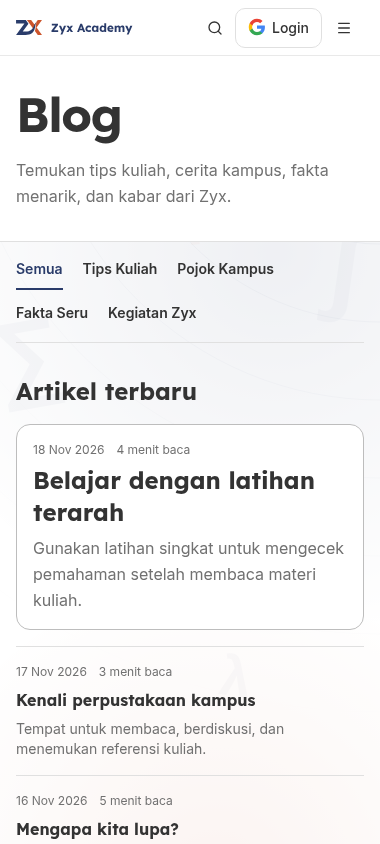 Zyx Academy
Login
Blog
Temukan tips kuliah, cerita kampus, fakta
menarik, dan kabar dari Zyx.
Semua
Tips Kuliah
Pojok Kampus
Fakta Seru
Kegiatan Zyx
Artikel terbaru
18 Nov 2026 4 menit baca
Belajar dengan latihan
terarah
Gunakan latihan singkat untuk mengecek
pemahaman setelah membaca materi
kuliah.
17 Nov 2026 3 menit baca
Kenali perpustakaan kampus
Tempat untuk membaca, berdiskusi, dan
menemukan referensi kuliah.
16 Nov 2026 5 menit baca
Mengapa kita lupa?